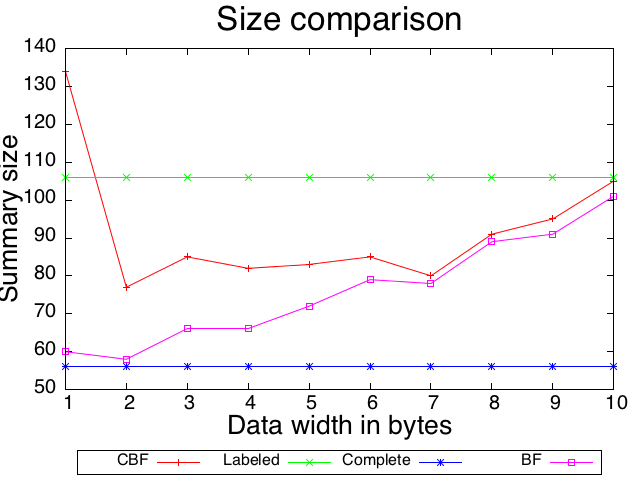 Size comparison
140
130
120
110
100
90
80
70
60
50
Summary size
1 2 3 4 5 6 7 8 9 10
Data width in bytes
CBF Labeled Complete BF